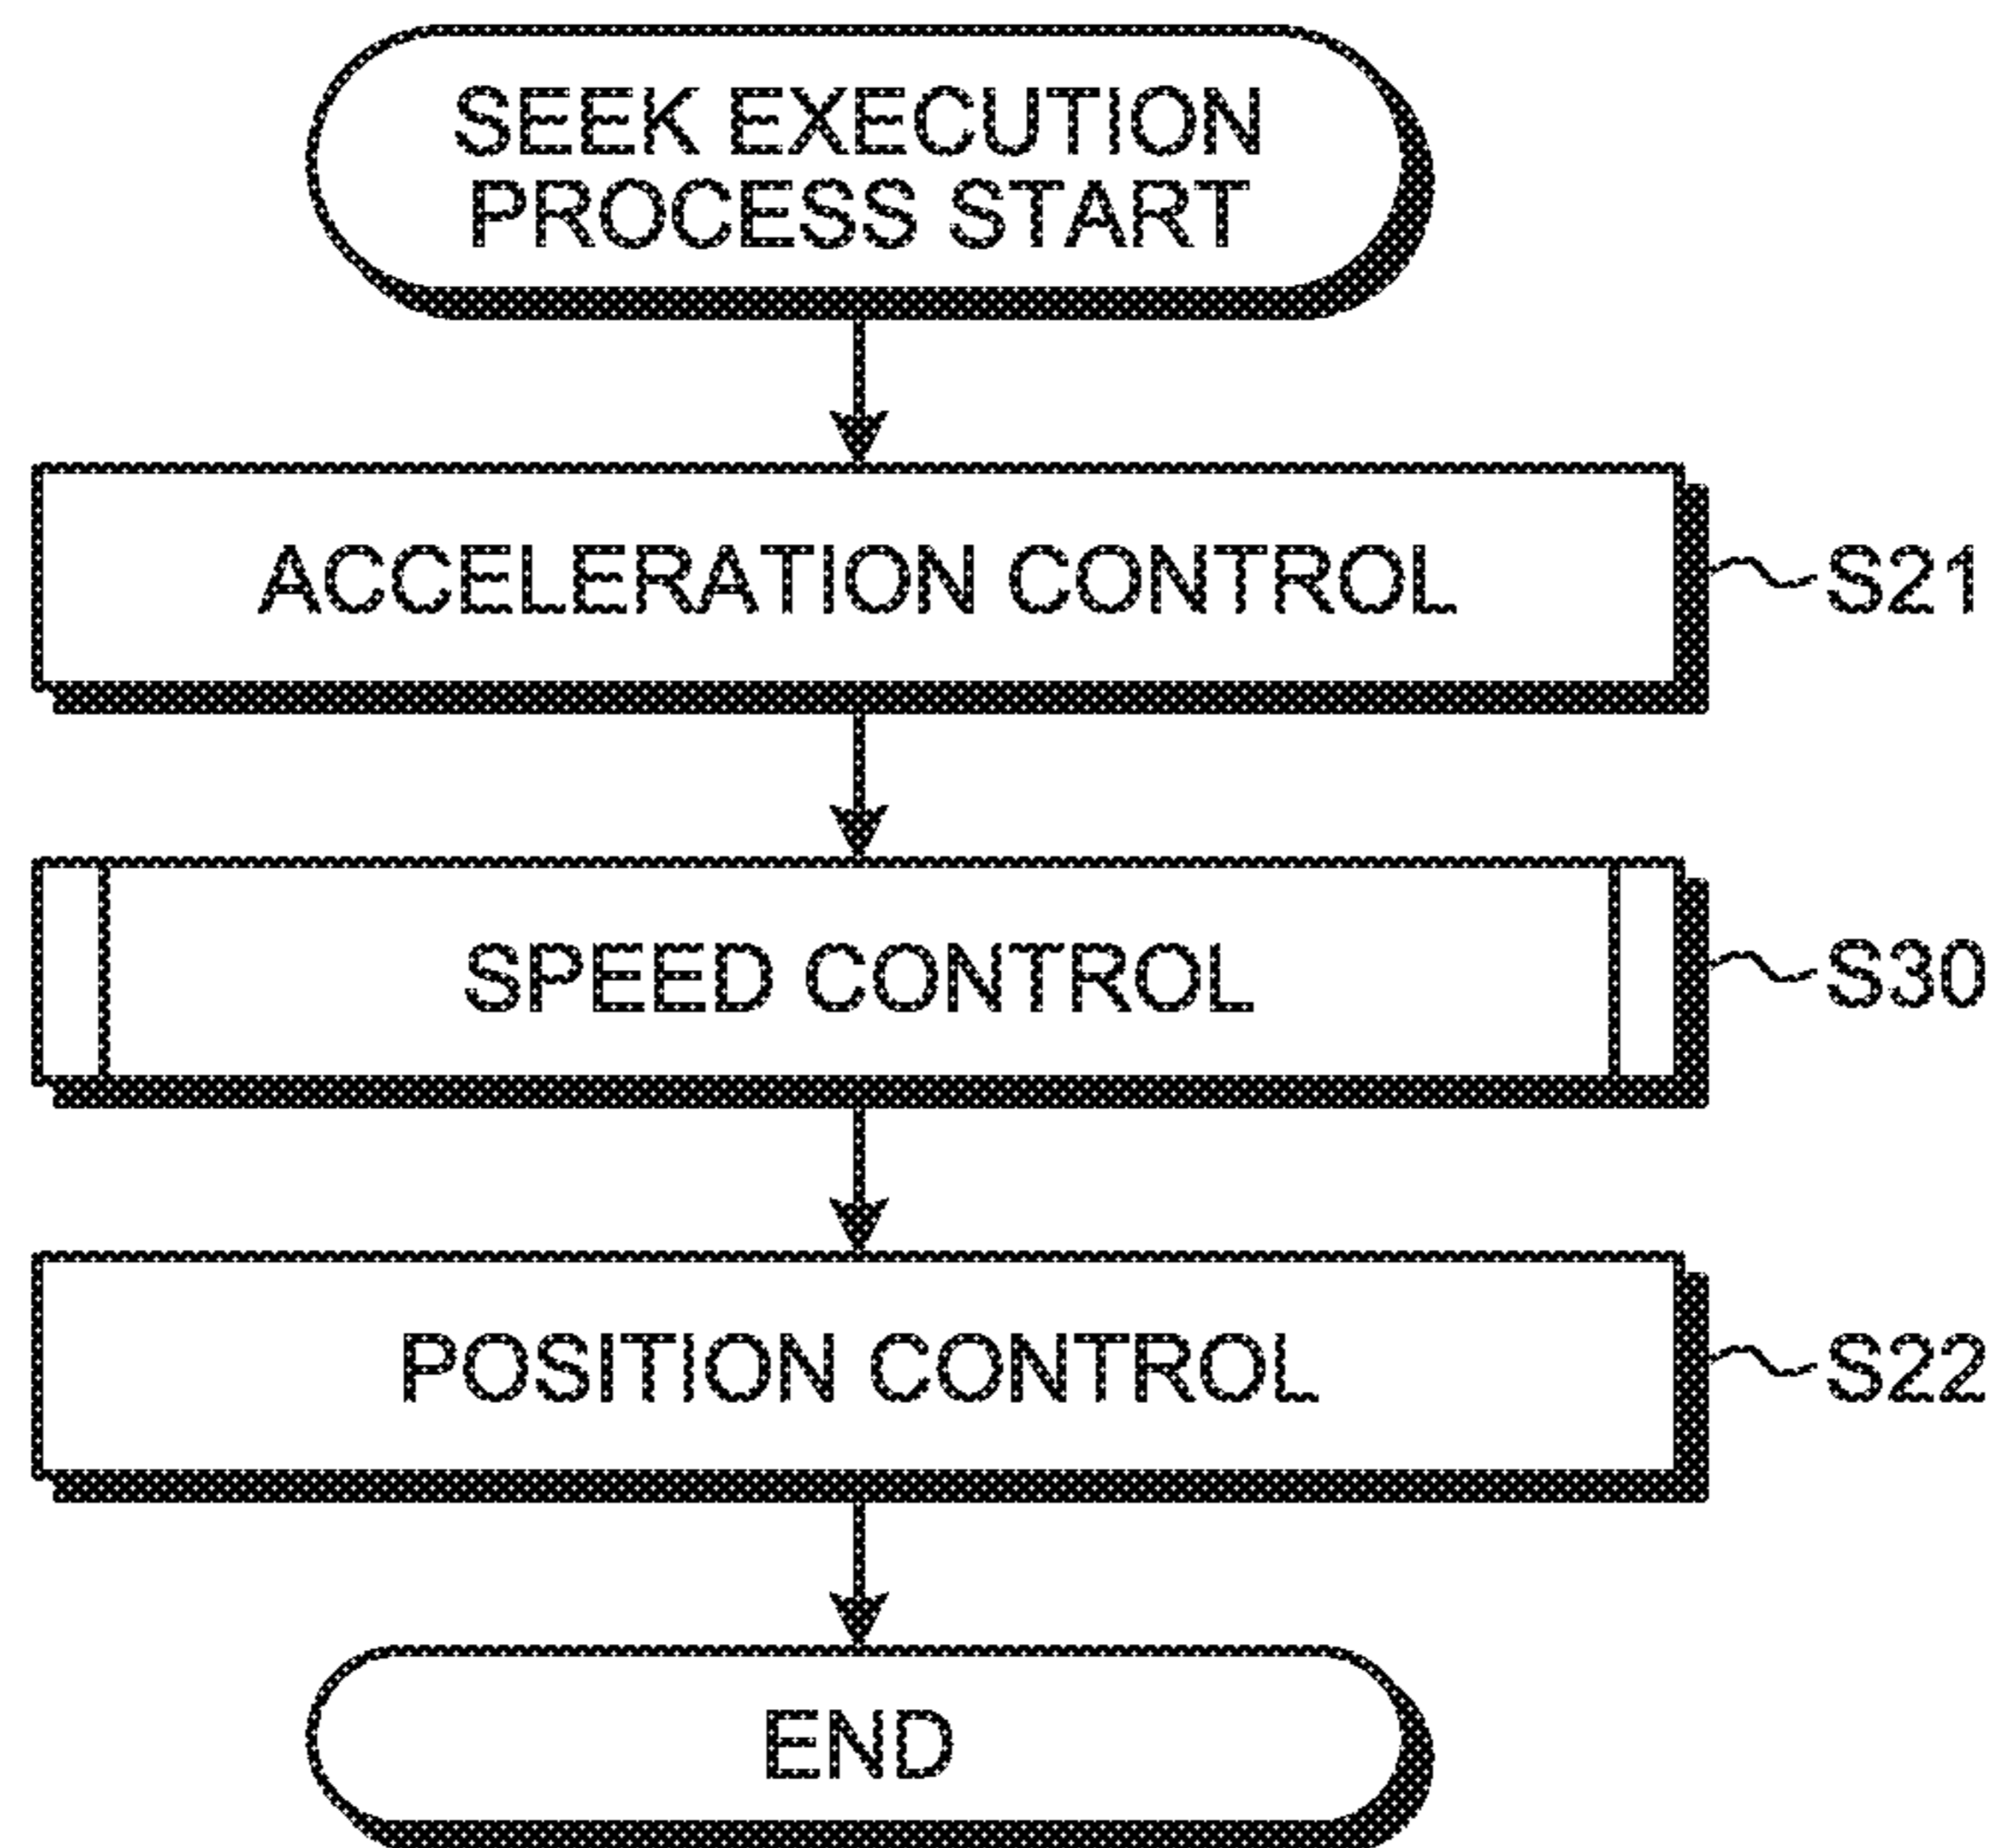 SEEK EXECUTION
PROCESS START
ACCELERATION CONTROL
S21
SPEED CONTROL
S30
POSITION CONTROL
S22
END